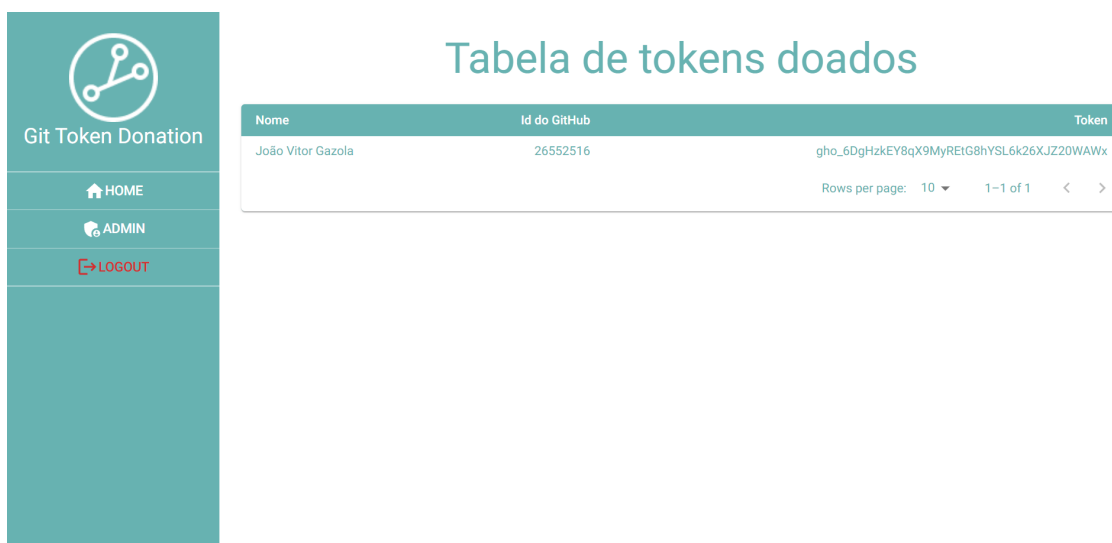 Git Token Donation
HOME
ADMIN
LOGOUT
Tabela de tokens doados
Nome Id do GitHub Token
João Vitor Gazola 26552516 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
Rows per page: 10 1–1 of 1